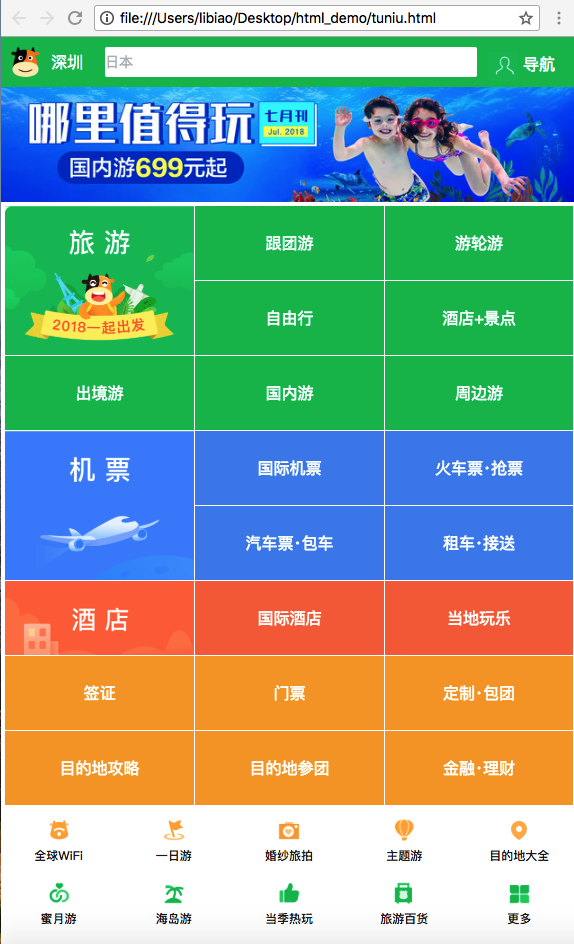 file:///Users/libiao/Desktop/html_demo/tuniu.html
深圳
日本
导航
哪里值得玩
七月刊
Jul. 2018
国内游699元起
旅游
2018一起出发
跟团游
游轮游
自由行
酒店+景点
出境游
国内游
周边游
机票
国际机票
火车票·抢票
汽车票·包车
租车·接送
酒店
国际酒店
当地玩乐
签证
门票
定制·包团
目的地攻略
目的地参团
金融·理财
全球WiFi
一日游
婚纱旅拍
主题游
目的地大全
蜜月游
海岛游
当季热玩
旅游百货
更多